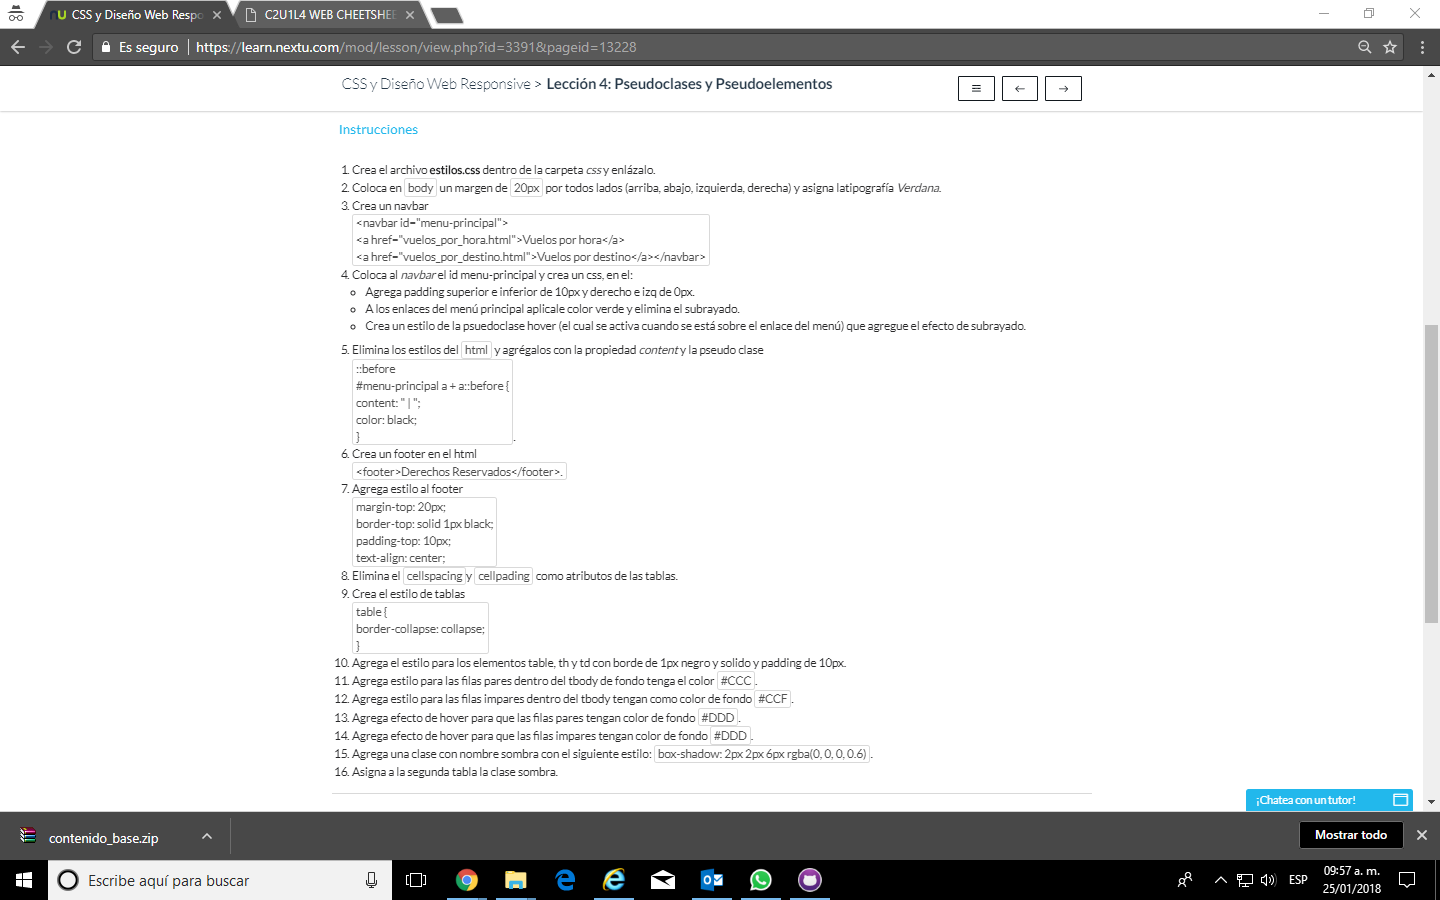 CSS y Diseño Web Respo
C2U1L4 WEB CHEETSHEE
Es seguro
https://learn.nextu.com/mod/lesson/view.php?id=3391&pageid=13228
CSS y Diseño Web Responsive > Lección 4: Pseudoclases y Pseudoelementos
Instrucciones
1. Crea el archivo estilos.css dentro de la carpeta css y enlázalo.
2. Coloca en body un margen de 20px por todos lados (arriba, abajo, izquierda, derecha) y asigna latipografía Verdana.
3. Crea un navbar
<navbar id="menu-principal">
<a href="vuelos_por_hora.html">Vuelos por hora</a>
<a href="vuelos_por_destino.html">Vuelos por destino</a></navbar>
4. Coloca al navbar el id menu-principal y crea un css, en el:
Agrega padding superior e inferior de 10px y derecho e izq de 0px.
A los enlaces del menú principal aplicale color verde y elimina el subrayado.
Crea un estilo de la psuedoclase hover (el cual se activa cuando se está sobre el enlace del menú) que agregue el efecto de subrayado.
5. Elimina los estilos del html y agrégalos con la propiedad content y la pseudo clase
::before
#menu-principal a + a::before {
content: " | ";
color: black;
}.
6. Crea un footer en el html
<footer>Derechos Reservados</footer>.
7. Agrega estilo al footer
margin-top: 20px;
border-top: solid 1px black;
padding-top: 10px;
text-align: center;
8. Elimina el cellspacing y cellpading como atributos de las tablas.
9. Crea el estilo de tablas
table {
border-collapse: collapse;
}
10. Agrega el estilo para los elementos table, th y td con borde de 1px negro y solido y padding de 10px.
11. Agrega estilo para las filas pares dentro del tbody de fondo tenga el color #CCC.
12. Agrega estilo para las filas impares dentro del tbody tengan como color de fondo #CCF.
13. Agrega efecto de hover para que las filas pares tengan color de fondo #DDD.
14. Agrega efecto de hover para que las filas impares tengan color de fondo #DDD.
15. Agrega una clase con nombre sombra con el siguiente estilo: box-shadow: 2px 2px 6px rgba(0, 0, 0, 0.6).
16. Asigna a la segunda tabla la clase sombra.
¡Chatea con un tutor!
contenido_base.zip
Mostrar todo
Escribe aquí para buscar
ESP
09:57 a. m.
25/01/2018